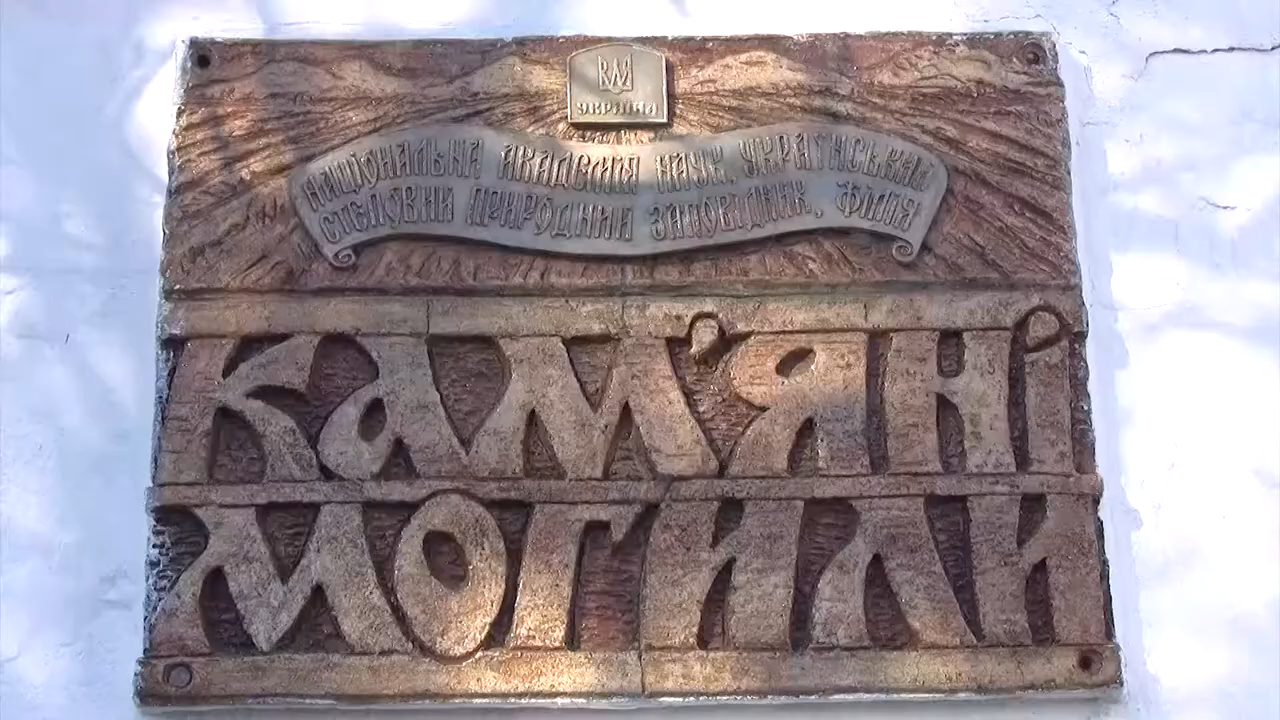 УКРАЇНА
НАЦІОНАЛЬНА АКАДЕМІЯ НАУК, УКРАЇНСЬКИЙ
СТЕПОВИЙ ПРИРОДНИЙ ЗАПОВІДНИК, ФІЛІЯ
КАМ'ЯНІ
МОГИЛИ